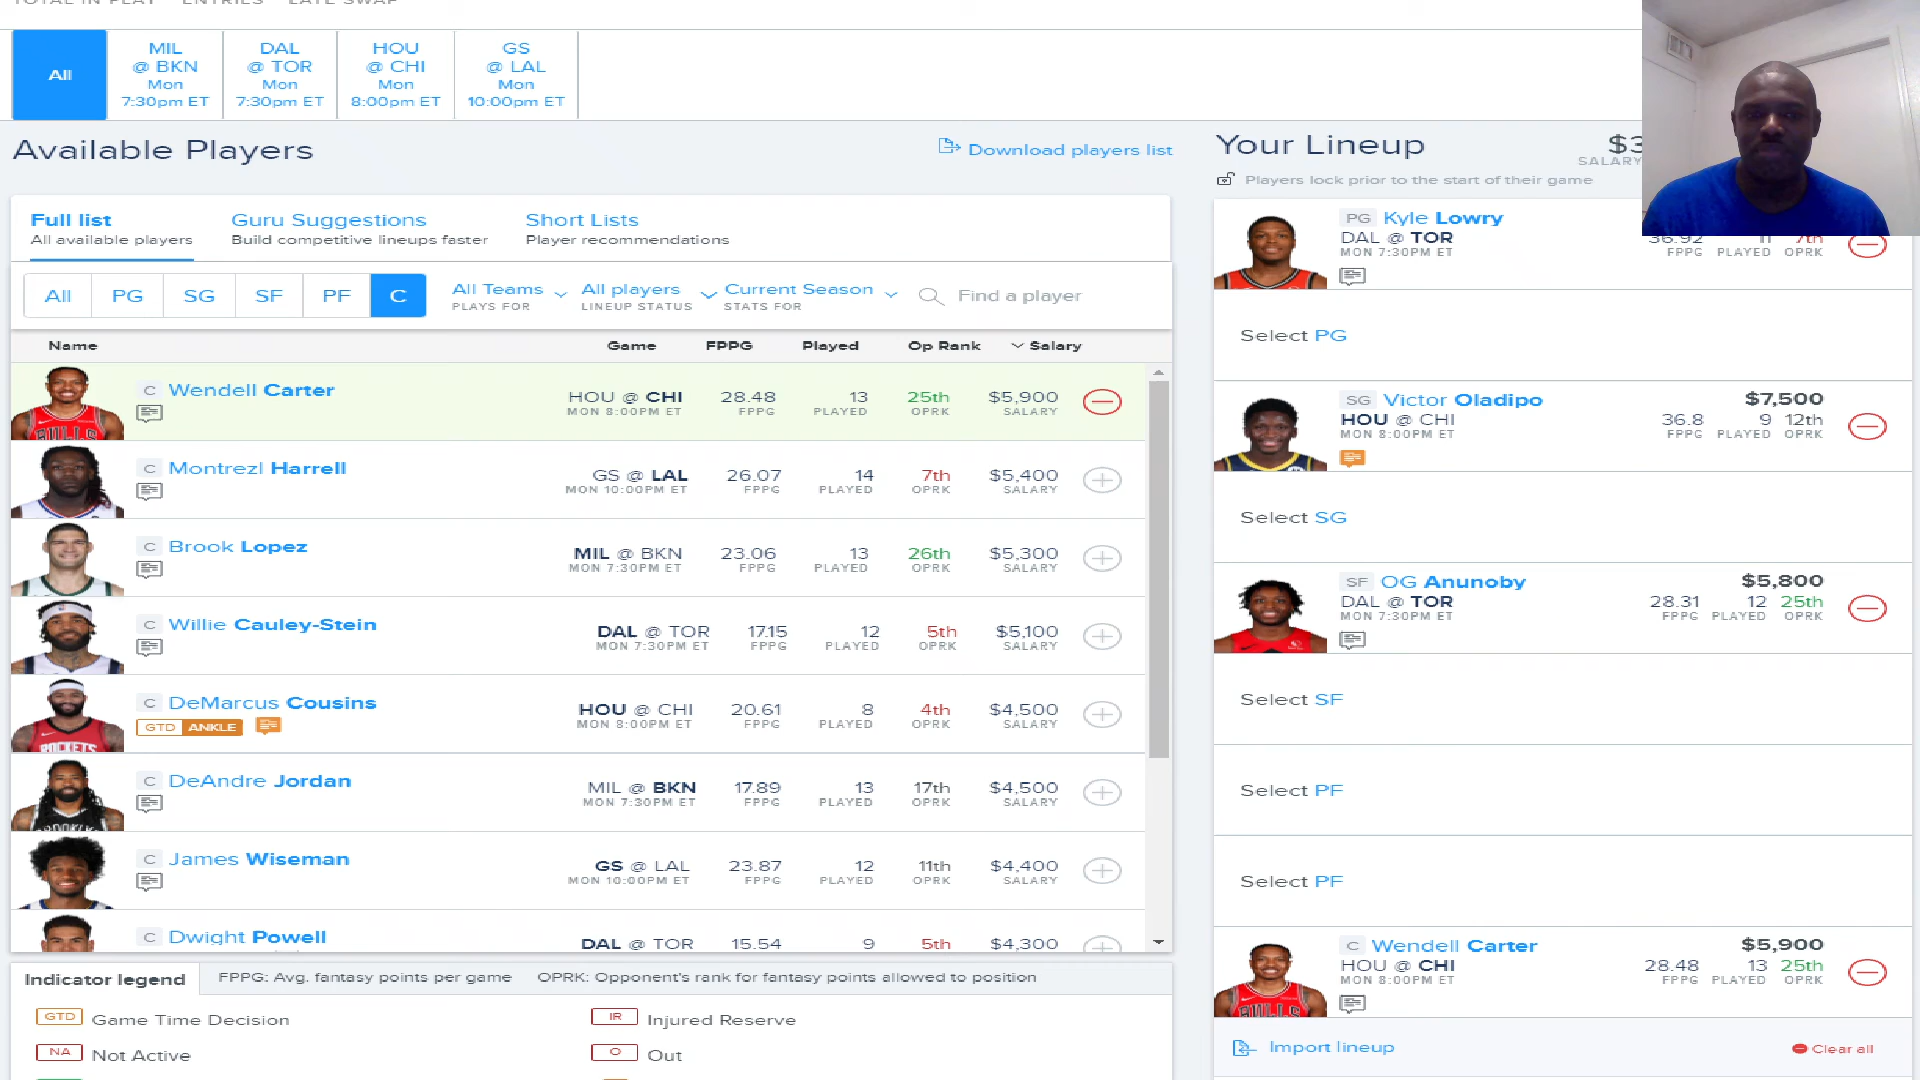 TOTAL IN PLAY ENTRIES LATE SWAP
All
MIL @ BKN Mon 7:30pm ET
DAL @ TOR Mon 7:30pm ET
HOU @ CHI Mon 8:00pm ET
GS @ LAL Mon 10:00pm ET
Available Players
Download players list
Full list
All available players
Guru Suggestions
Build competitive lineups faster
Short Lists
Player recommendations
All PG SG SF PF C
All Teams
PLAYS FOR
All players
LINEUP STATUS
Current Season
STATS FOR
Find a player
Name Game FPPG Played Op Rank Salary
C Wendell Carter HOU @ CHI 28.48 13 25th $5,900
MON 8:00PM ET FPPG PLAYED OPRK SALARY
C Montrezl Harrell GS @ LAL 26.07 14 7th $5,400
MON 10:00PM ET FPPG PLAYED OPRK SALARY
C Brook Lopez MIL @ BKN 23.06 13 26th $5,300
MON 7:30PM ET FPPG PLAYED OPRK SALARY
C Willie Cauley-Stein DAL @ TOR 17.15 12 5th $5,100
MON 7:30PM ET FPPG PLAYED OPRK SALARY
C DeMarcus Cousins HOU @ CHI 20.61 8 4th $4,500
GTD ANKLE MON 8:00PM ET FPPG PLAYED OPRK SALARY
C DeAndre Jordan MIL @ BKN 17.89 13 17th $4,500
MON 7:30PM ET FPPG PLAYED OPRK SALARY
C James Wiseman GS @ LAL 23.87 12 11th $4,400
MON 10:00PM ET FPPG PLAYED OPRK SALARY
C Dwight Powell DAL @ TOR 15.54 9 5th $4,300
Indicator legend FPPG: Avg. fantasy points per game OPRK: Opponent's rank for fantasy points allowed to position
GTD Game Time Decision
IR Injured Reserve
NA Not Active
O Out
Your Lineup
$3
SALARY
Players lock prior to the start of their game
PG Kyle Lowry
DAL @ TOR 36.92 11 7th
MON 7:30PM ET FPPG PLAYED OPRK
Select PG
SG Victor Oladipo $7,500
HOU @ CHI 36.8 9 12th
MON 8:00PM ET FPPG PLAYED OPRK
Select SG
SF OG Anunoby $5,800
DAL @ TOR 28.31 12 25th
MON 7:30PM ET FPPG PLAYED OPRK
Select SF
Select PF
Select PF
C Wendell Carter $5,900
HOU @ CHI 28.48 13 25th
MON 8:00PM ET FPPG PLAYED OPRK
Import lineup
Clear all